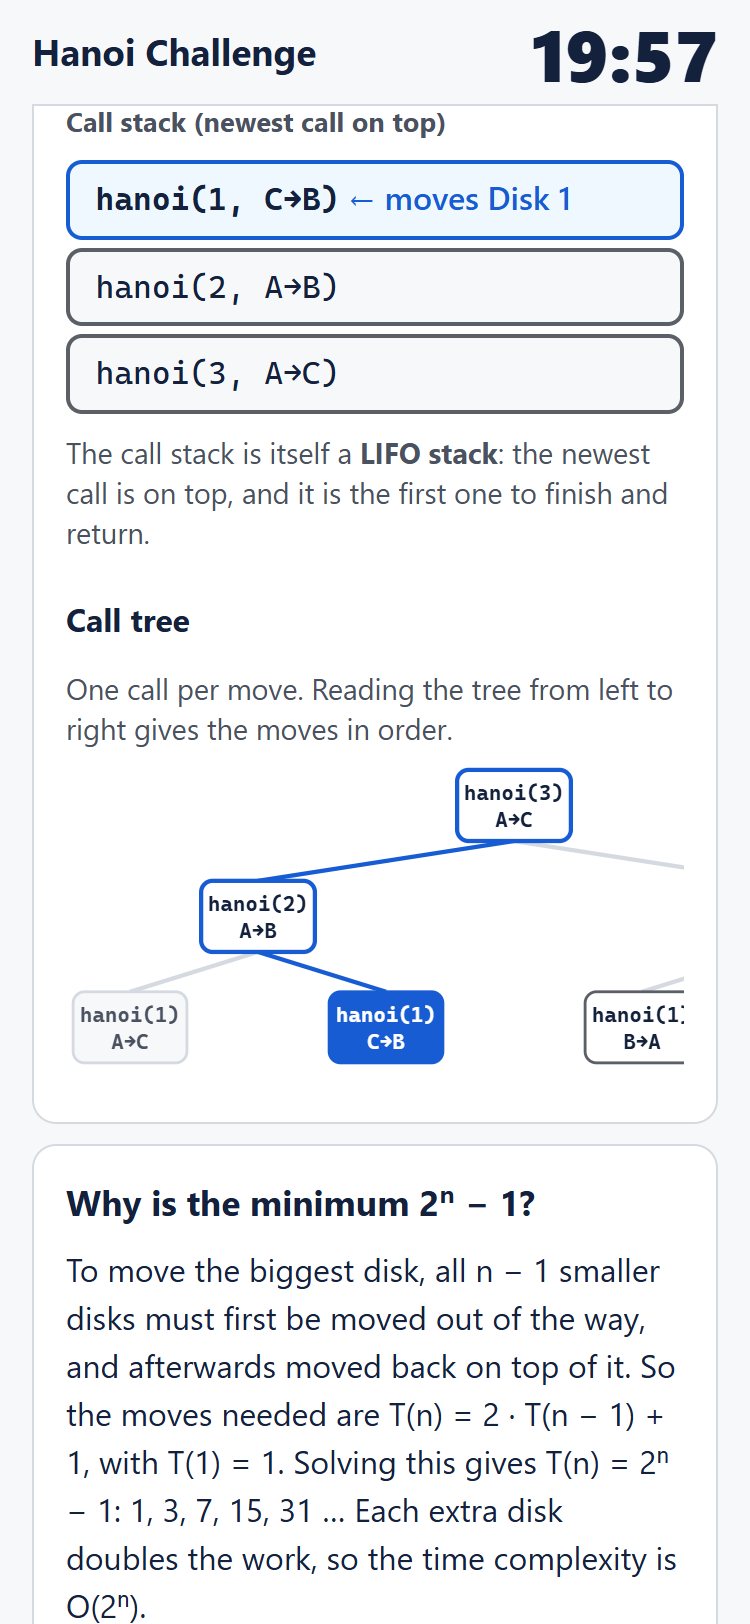 Hanoi Challenge
19:57
Call stack (newest call on top)
hanoi(1, C→B) ← moves Disk 1
hanoi(2, A→B)
hanoi(3, A→C)
The call stack is itself a LIFO stack: the newest
call is on top, and it is the first one to finish and
return.
Call tree
One call per move. Reading the tree from left to
right gives the moves in order.
hanoi(3)
A→C
hanoi(2)
A→B
hanoi(1)
A→C
hanoi(1)
C→B
hanoi(1)
B→A
Why is the minimum 2ⁿ − 1?
To move the biggest disk, all n − 1 smaller
disks must first be moved out of the way,
and afterwards moved back on top of it. So
the moves needed are T(n) = 2 · T(n − 1) +
1, with T(1) = 1. Solving this gives T(n) = 2ⁿ
− 1: 1, 3, 7, 15, 31 … Each extra disk
doubles the work, so the time complexity is
O(2ⁿ).